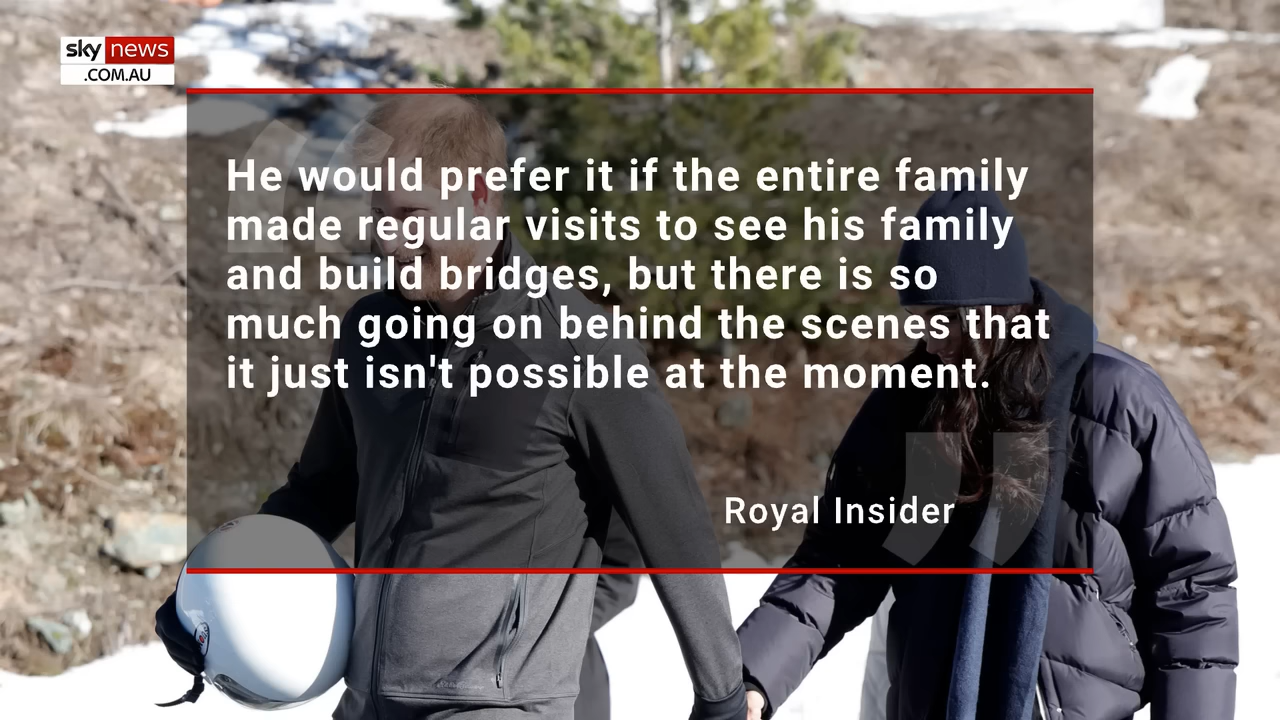 sky news
.COM.AU
He would prefer it if the entire family
made regular visits to see his family
and build bridges, but there is so
much going on behind the scenes that
it just isn't possible at the moment.
Royal Insider